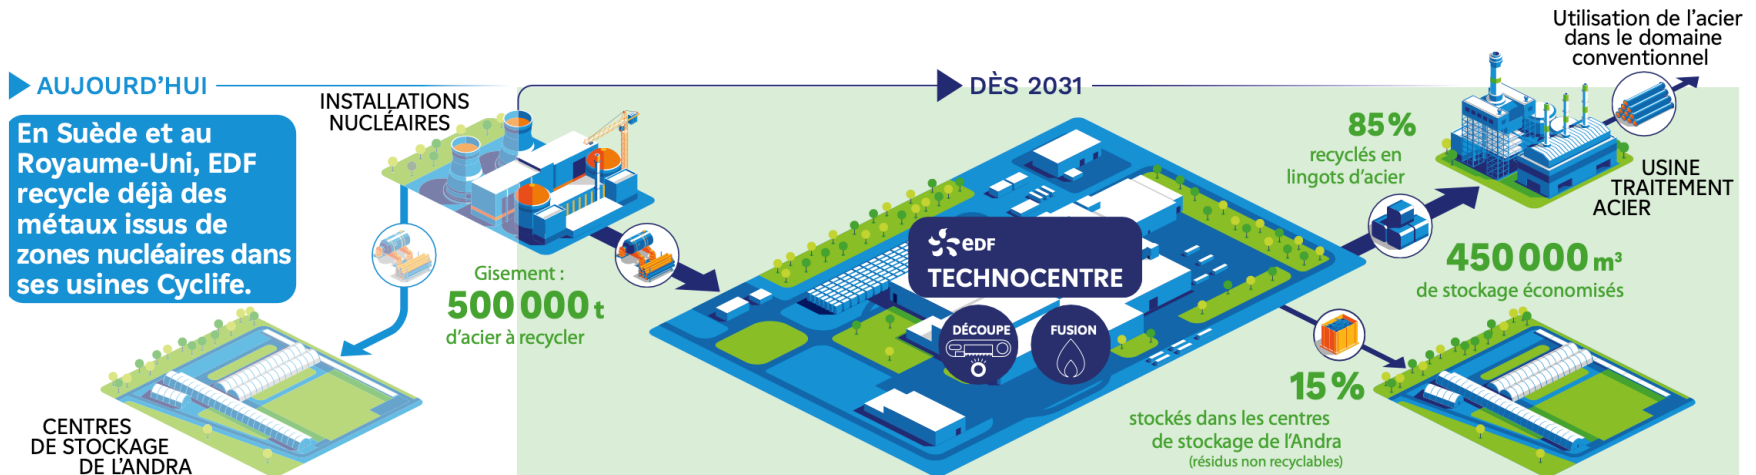 AUJOURD'HUI
En Suède et au
Royaume-Uni, EDF
recycle déjà des
métaux issus de
zones nucléaires dans
ses usines Cyclife.
INSTALLATIONS
NUCLÉAIRES
CENTRES
DE STOCKAGE
DE L'ANDRA
DÈS 2031
Gisement :
500 000 t
d'acier à recycler
eDF
TECHNOCENTRE
DÉCOUPE
FUSION
85 %
recyclés en
lingots d'acier
Utilisation de l'acier
dans le domaine
conventionnel
USINE
TRAITEMENT
ACIER
450 000 m³
de stockage économisés
15 %
stockés dans les centres
de stockage de l'Andra
(résidus non recyclables)